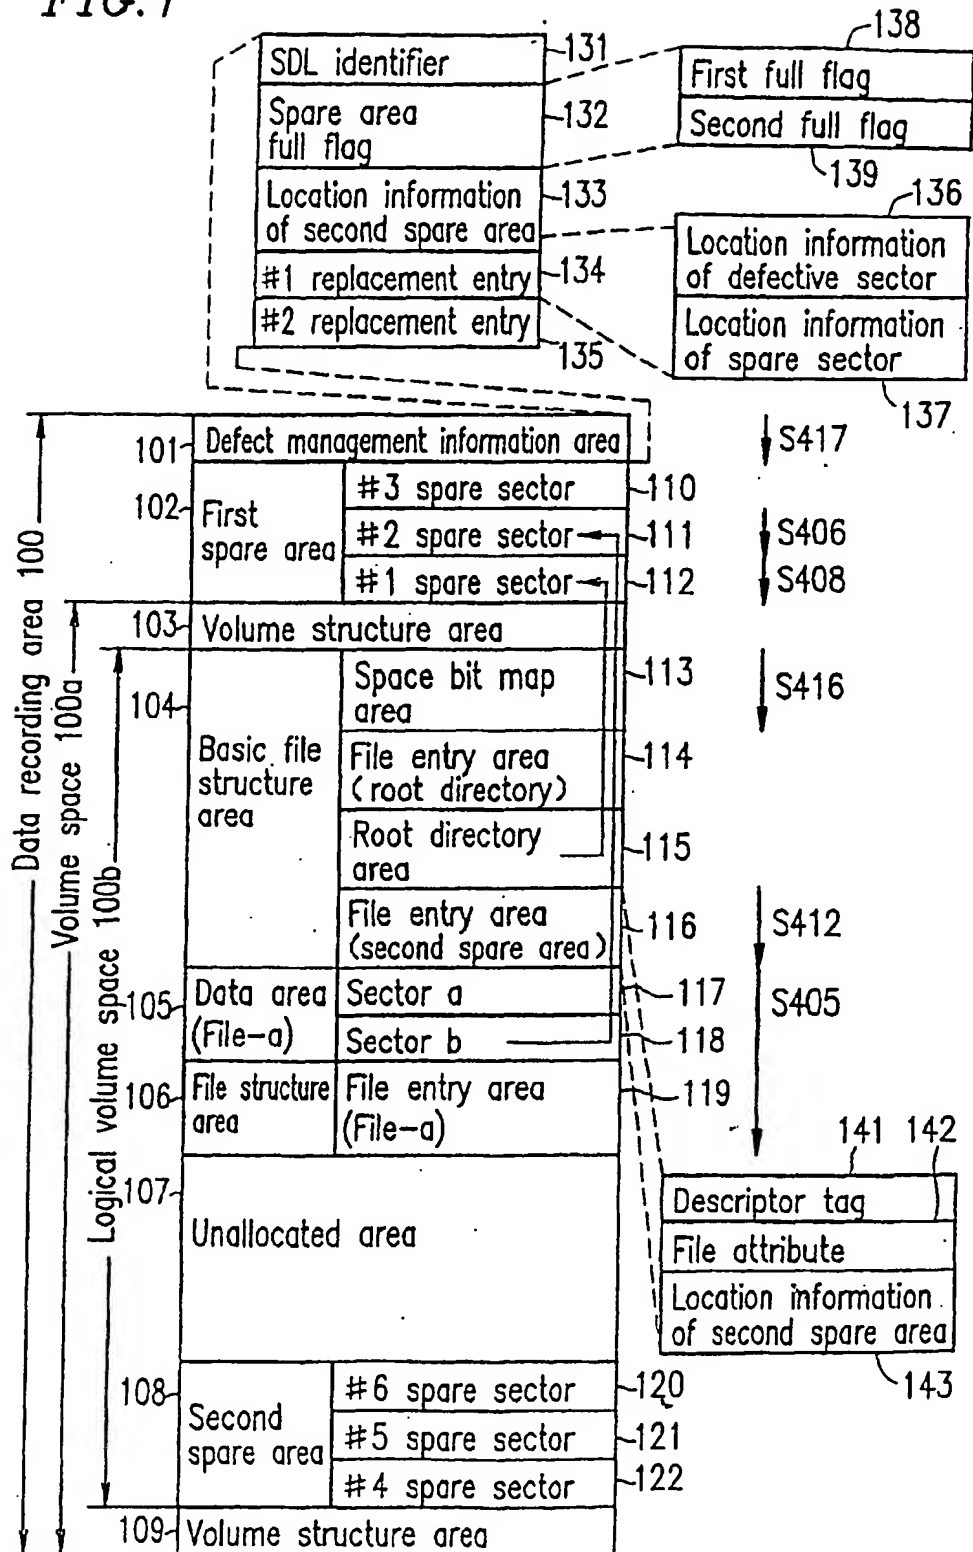 FIG. 1
138
SDL identifier
131
First full flag
Spare area
full flag
132
Second full flag
139
Location information
of second spare area
133
136
Location information
of defective sector
#1 replacement entry
134
#2 replacement entry
135
Location information
of spare sector
137
101
Defect management information area
S417
102
First
spare area
#3 spare sector
110
#2 spare sector
111
S406
#1 spare sector
112
S408
103
Volume structure area
104
Basic file
structure
area
Space bit map
area
113
S416
File entry area
(root directory)
114
Root directory
area
115
File entry area
(second spare area)
116
S412
105
Data area
(File-a)
Sector a
117
S405
Sector b
118
106
File structure
area
File entry area
(File-a)
119
107
Unallocated area
141
142
Descriptor tag
File attribute
Location information
of second spare area
143
108
Second
spare area
#6 spare sector
120
#5 spare sector
121
#4 spare sector
122
109
Volume structure area
Data recording area 100
Volume space 100a
Logical volume space 100b